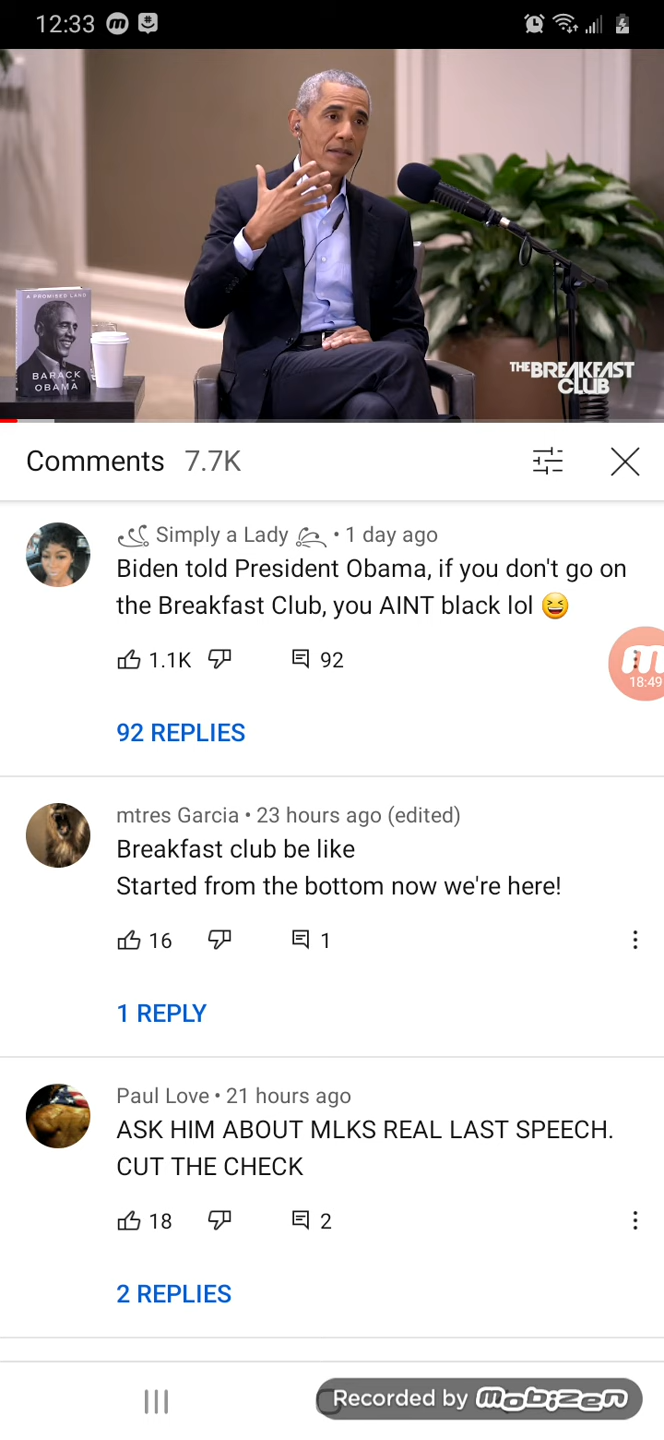 12:33
A PROMISED LAND
BARACK
OBAMA
THE BREAKFAST
CLUB
Comments 7.7K
Simply a Lady • 1 day ago
Biden told President Obama, if you don't go on
the Breakfast Club, you AINT black lol 😆
1.1K 92
18:49
92 REPLIES
mtres Garcia • 23 hours ago (edited)
Breakfast club be like
Started from the bottom now we're here!
16 1
1 REPLY
Paul Love • 21 hours ago
ASK HIM ABOUT MLKS REAL LAST SPEECH.
CUT THE CHECK
18 2
2 REPLIES
Recorded by mobizen